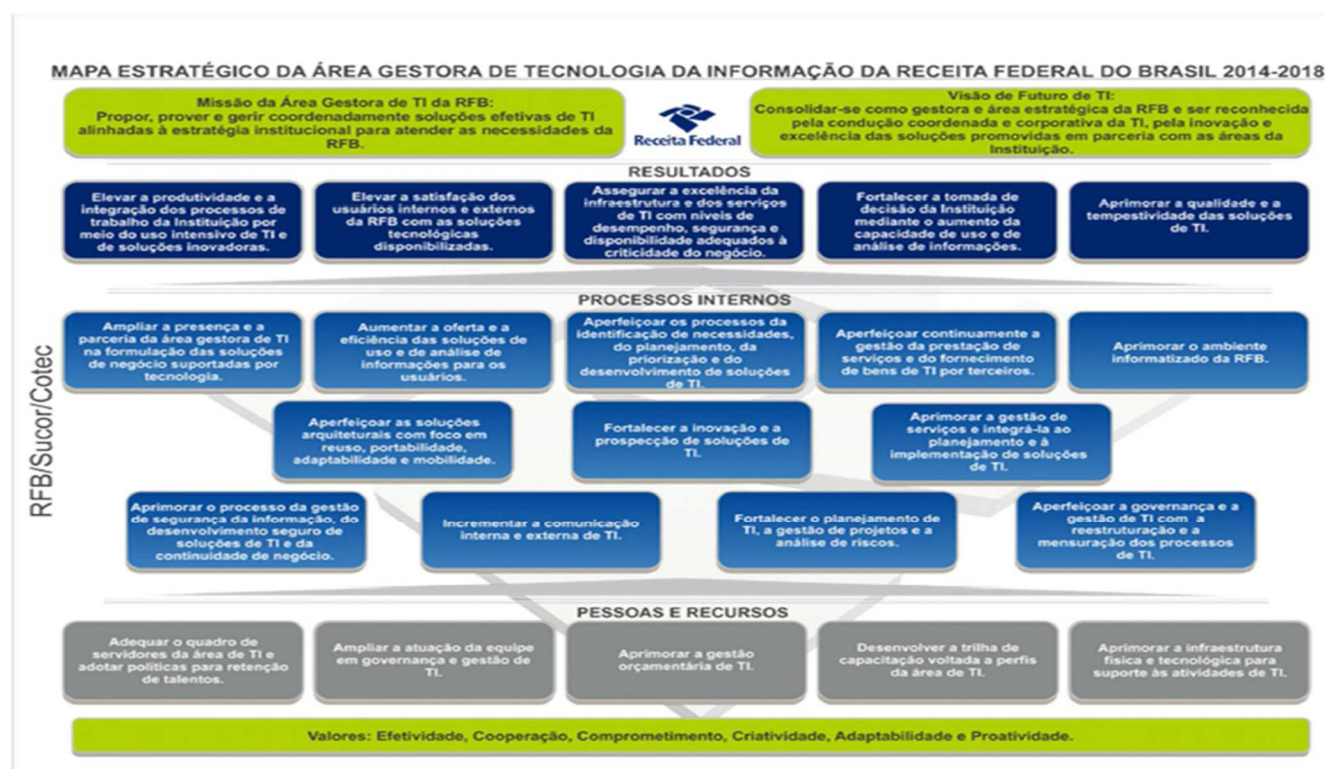 MAPA ESTRATÉGICO DA ÁREA GESTORA DE TECNOLOGIA DA INFORMAÇÃO DA RECEITA FEDERAL DO BRASIL 2014-2018
Missão da Área Gestora de TI da RFB:
Propor, prover e gerir coordenadamente soluções efetivas de TI
alinhadas à estratégia institucional para atender as necessidades da
RFB.
Receita Federal
Visão de Futuro de TI:
Consolidar-se como gestora e área estratégica da RFB e ser reconhecida
pela condução coordenada e corporativa da TI, pela inovação e
excelência das soluções promovidas em parceria com as áreas da
Instituição.
RESULTADOS
Elevar a produtividade e a
integração dos processos de
trabalho da Instituição por
meio do uso intensivo de TI e
de soluções inovadoras.
Elevar a satisfação dos
usuários internos e externos
da RFB com as soluções
tecnológicas
disponibilizadas.
Assegurar a excelência da
infraestrutura e dos serviços
de TI com níveis de
desempenho, segurança e
disponibilidade adequados à
criticidade do negócio.
Fortalecer a tomada de
decisão da Instituição
mediante o aumento da
capacidade de uso e de
análise de informações.
Aprimorar a qualidade e a
tempestividade das soluções
de TI.
PROCESSOS INTERNOS
Ampliar a presença e a
parceria da área gestora de TI
na formulação das soluções
de negócio suportadas por
tecnologia.
Aumentar a oferta e a
eficiência das soluções de
uso e de análise de
informações para os
usuários.
Aperfeiçoar os processos da
identificação de necessidades,
do planejamento, da
priorização e do
desenvolvimento de soluções
de TI.
Aperfeiçoar continuamente a
gestão da prestação de
serviços e do fornecimento
de bens de TI por terceiros.
Aprimorar o ambiente
informatizado da RFB.
RFB/Sucor/Cotec
Aperfeiçoar as soluções
arquiteturais com foco em
reuso, portabilidade,
adaptabilidade e mobilidade.
Fortalecer a inovação e a
prospecção de soluções de
TI.
Aprimorar a gestão de
serviços e integrá-la ao
planejamento e à
implementação de soluções
de TI.
Aprimorar o processo da gestão
de segurança da informação, do
desenvolvimento seguro de
soluções de TI e da
continuidade de negócio.
Incrementar a comunicação
interna e externa de TI.
Fortalecer o planejamento de
TI, a gestão de projetos e a
análise de riscos.
Aperfeiçoar a governança e a
gestão de TI com a
reestruturação e a
mensuração dos processos
de TI.
PESSOAS E RECURSOS
Adequar o quadro de
servidores da área de TI e
adotar políticas para retenção
de talentos.
Ampliar a atuação da equipe
em governança e gestão de
TI.
Aprimorar a gestão
orçamentária de TI.
Desenvolver a trilha de
capacitação voltada a perfis
da área de TI.
Aprimorar a infraestrutura
física e tecnológica para
suporte às atividades de TI.
Valores: Efetividade, Cooperação, Comprometimento, Criatividade, Adaptabilidade e Proatividade.